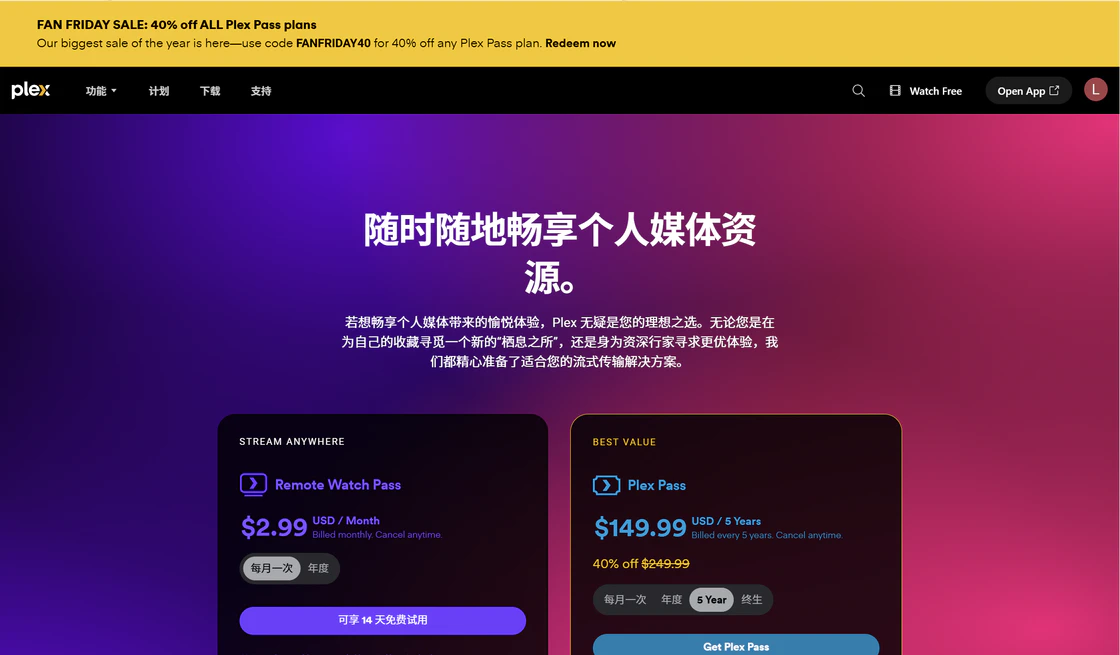 FAN FRIDAY SALE: 40% off ALL Plex Pass plans
Our biggest sale of the year is here—use code FANFRIDAY40 for 40% off any Plex Pass plan. Redeem now
plex 功能 计划 下载 支持 Watch Free Open App L
随时随地畅享个人媒体资
源。
若想畅享个人媒体带来的愉悦体验，Plex 无疑是您的理想之选。无论您是在
为自己的收藏寻觅一个新的“栖息之所”，还是身为资深行家寻求更优体验，我
们都精心准备了适合您的流式传输解决方案。
STREAM ANYWHERE
Remote Watch Pass
$2.99 USD / Month
Billed monthly. Cancel anytime.
每月一次 年度
可享 14 天免费试用
BEST VALUE
Plex Pass
$149.99 USD / 5 Years
Billed every 5 years. Cancel anytime.
40% off $249.99
每月一次 年度 5 Year 终生
Get Plex Pass